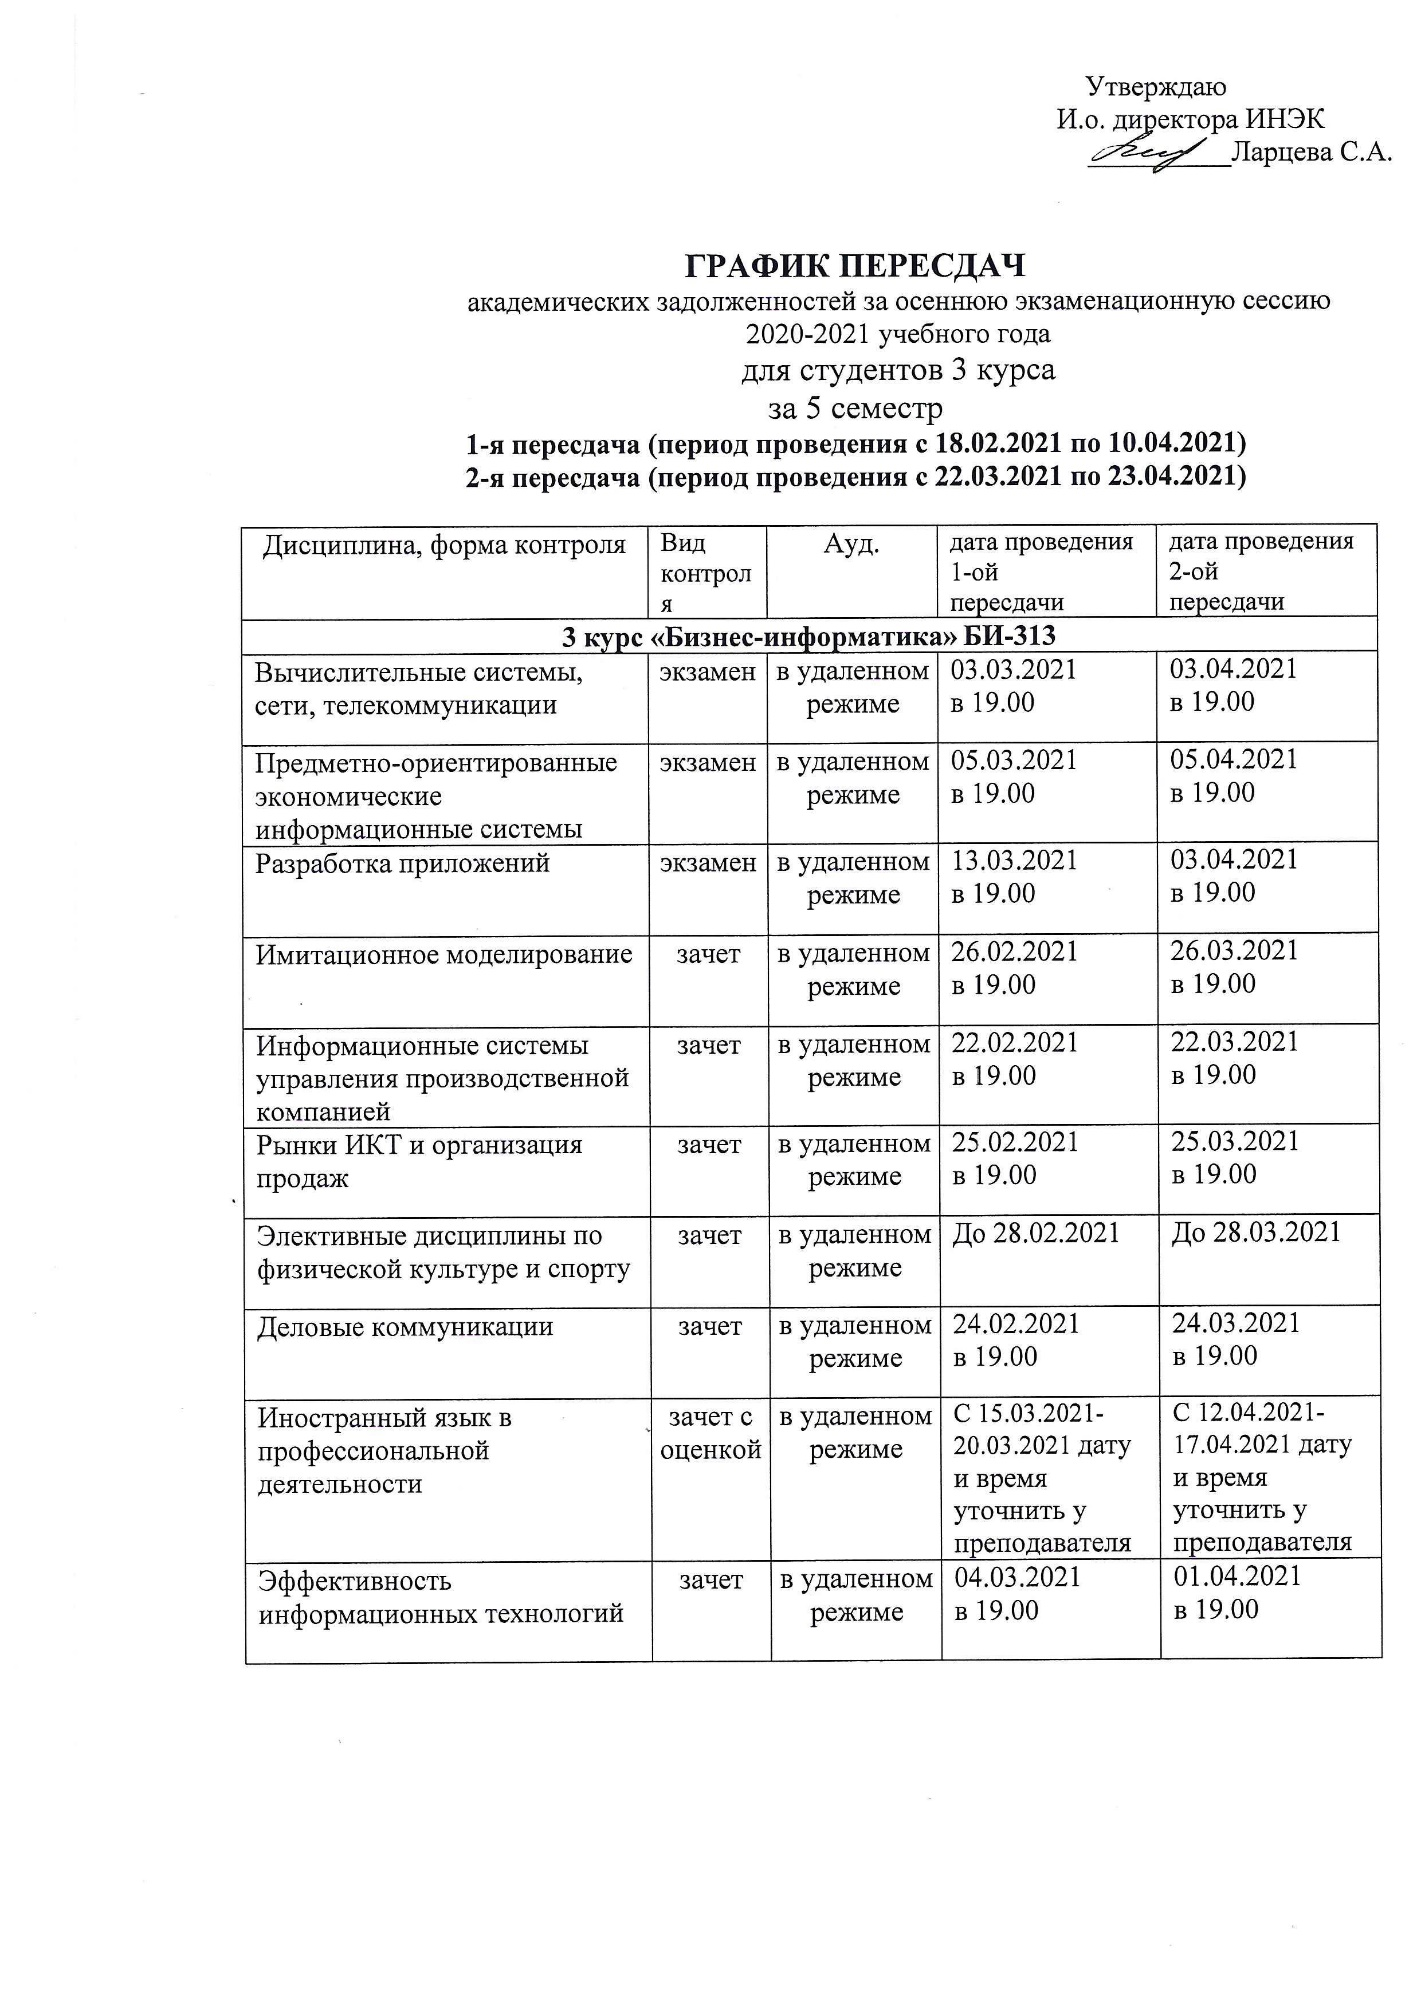 Утверждаю
И.о. директора ИНЭК
Ларцева С.А.
ГРАФИК ПЕРЕСДАЧ
академических задолженностей за осеннюю экзаменационную сессию
2020-2021 учебного года
для студентов 3 курса
за 5 семестр
1-я пересдача (период проведения с 18.02.2021 по 10.04.2021)
2-я пересдача (период проведения с 22.03.2021 по 23.04.2021)
Дисциплина, форма контроля
Вид
контрол
я
Ауд.
дата проведения
1-ой
пересдачи
дата проведения
2-ой
пересдачи
3 курс «Бизнес-информатика» БИ-313
Вычислительные системы,
сети, телекоммуникации
экзамен
в удаленном
режиме
03.03.2021
в 19.00
03.04.2021
в 19.00
Предметно-ориентированные
экономические
информационные системы
экзамен
в удаленном
режиме
05.03.2021
в 19.00
05.04.2021
в 19.00
Разработка приложений
экзамен
в удаленном
режиме
13.03.2021
в 19.00
03.04.2021
в 19.00
Имитационное моделирование
зачет
в удаленном
режиме
26.02.2021
в 19.00
26.03.2021
в 19.00
Информационные системы
управления производственной
компанией
зачет
в удаленном
режиме
22.02.2021
в 19.00
22.03.2021
в 19.00
Рынки ИКТ и организация
продаж
зачет
в удаленном
режиме
25.02.2021
в 19.00
25.03.2021
в 19.00
Элективные дисциплины по
физической культуре и спорту
зачет
в удаленном
режиме
До 28.02.2021
До 28.03.2021
Деловые коммуникации
зачет
в удаленном
режиме
24.02.2021
в 19.00
24.03.2021
в 19.00
Иностранный язык в
профессиональной
деятельности
зачет с
оценкой
в удаленном
режиме
С 15.03.2021-
20.03.2021 дату
и время
уточнить у
преподавателя
С 12.04.2021-
17.04.2021 дату
и время
уточнить у
преподавателя
Эффективность
информационных технологий
зачет
в удаленном
режиме
04.03.2021
в 19.00
01.04.2021
в 19.00